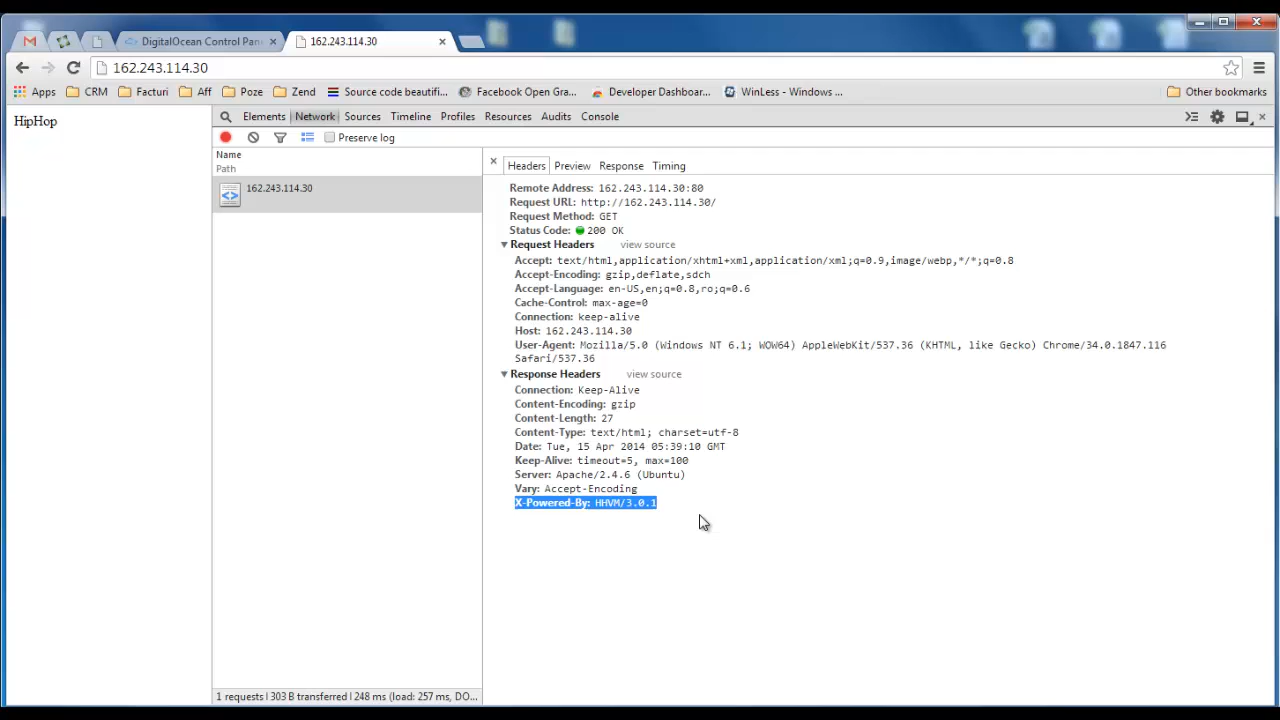 DigitalOcean Control Pan
162.243.114.30
162.243.114.30
Apps CRM Facturi Aff Poze Zend Source code beautifi... Facebook Open Gra... Developer Dashboar... WinLess - Windows ... Other bookmarks
HipHop
Elements Network Sources Timeline Profiles Resources Audits Console
Preserve log
Name
Path
162.243.114.30
Headers Preview Response Timing
Remote Address: 162.243.114.30:80
Request URL: http://162.243.114.30/
Request Method: GET
Status Code: 200 OK
Request Headers view source
Accept: text/html,application/xhtml+xml,application/xml;q=0.9,image/webp,*/*;q=0.8
Accept-Encoding: gzip,deflate,sdch
Accept-Language: en-US,en;q=0.8,ro;q=0.6
Cache-Control: max-age=0
Connection: keep-alive
Host: 162.243.114.30
User-Agent: Mozilla/5.0 (Windows NT 6.1; WOW64) AppleWebKit/537.36 (KHTML, like Gecko) Chrome/34.0.1847.116
Safari/537.36
Response Headers view source
Connection: Keep-Alive
Content-Encoding: gzip
Content-Length: 27
Content-Type: text/html; charset=utf-8
Date: Tue, 15 Apr 2014 05:39:10 GMT
Keep-Alive: timeout=5, max=100
Server: Apache/2.4.6 (Ubuntu)
Vary: Accept-Encoding
X-Powered-By: HHVM/3.0.1
1 requests | 303 B transferred | 248 ms (load: 257 ms, DO...